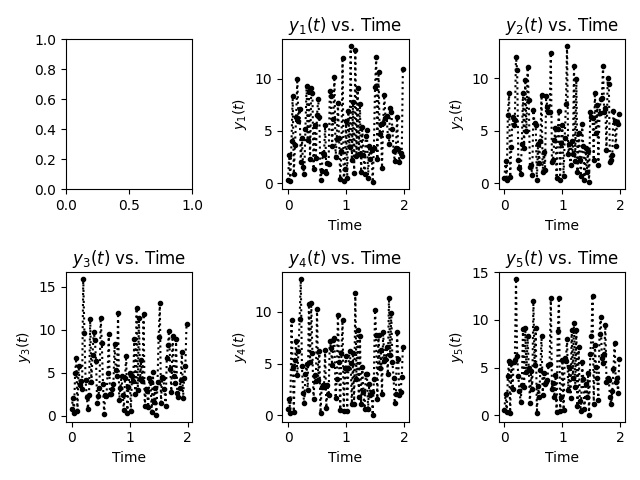 1.0
0.8
0.6
0.4
0.2
0.0
0.0 0.5 1.0
y₁(t) vs. Time
y₁(t)
10
5
0
0 1 2
Time
y₂(t) vs. Time
y₂(t)
10
5
0
0 1 2
Time
y₃(t) vs. Time
y₃(t)
15
10
5
0
0 1 2
Time
y₄(t) vs. Time
y₄(t)
10
5
0
0 1 2
Time
y₅(t) vs. Time
y₅(t)
15
10
5
0
0 1 2
Time